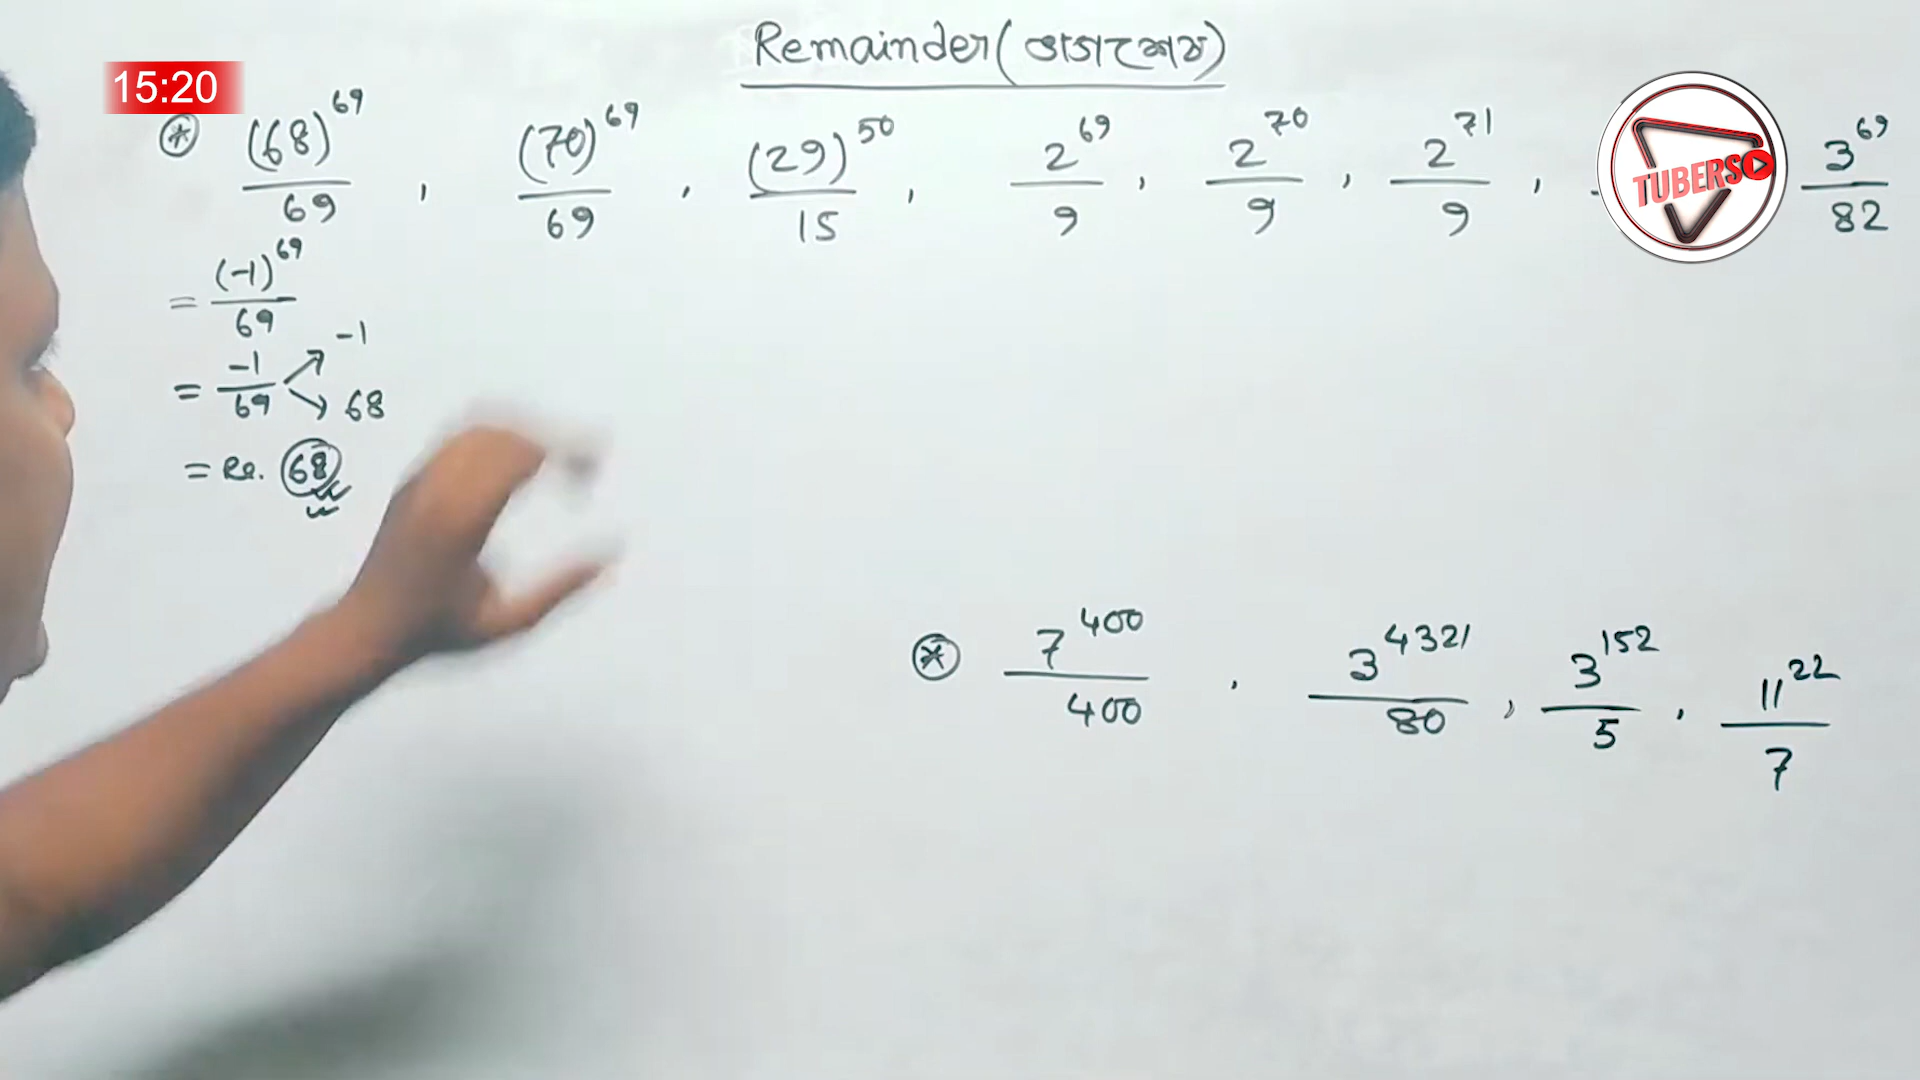 Remainder (ভাগশেষ)
15:20
* (68)^69 / 69 , (70)^69 / 69 , (29)^50 / 15 , 2^69 / 9 , 2^70 / 9 , 2^71 / 9 , 3^69 / 82
TUBERS
= (-1)^69 / 69
= -1 / 69 ↗ -1 ↘ 68
= Re. 68
* 7^400 / 400 , 3^4321 / 80 , 3^152 / 5 , 11^22 / 7